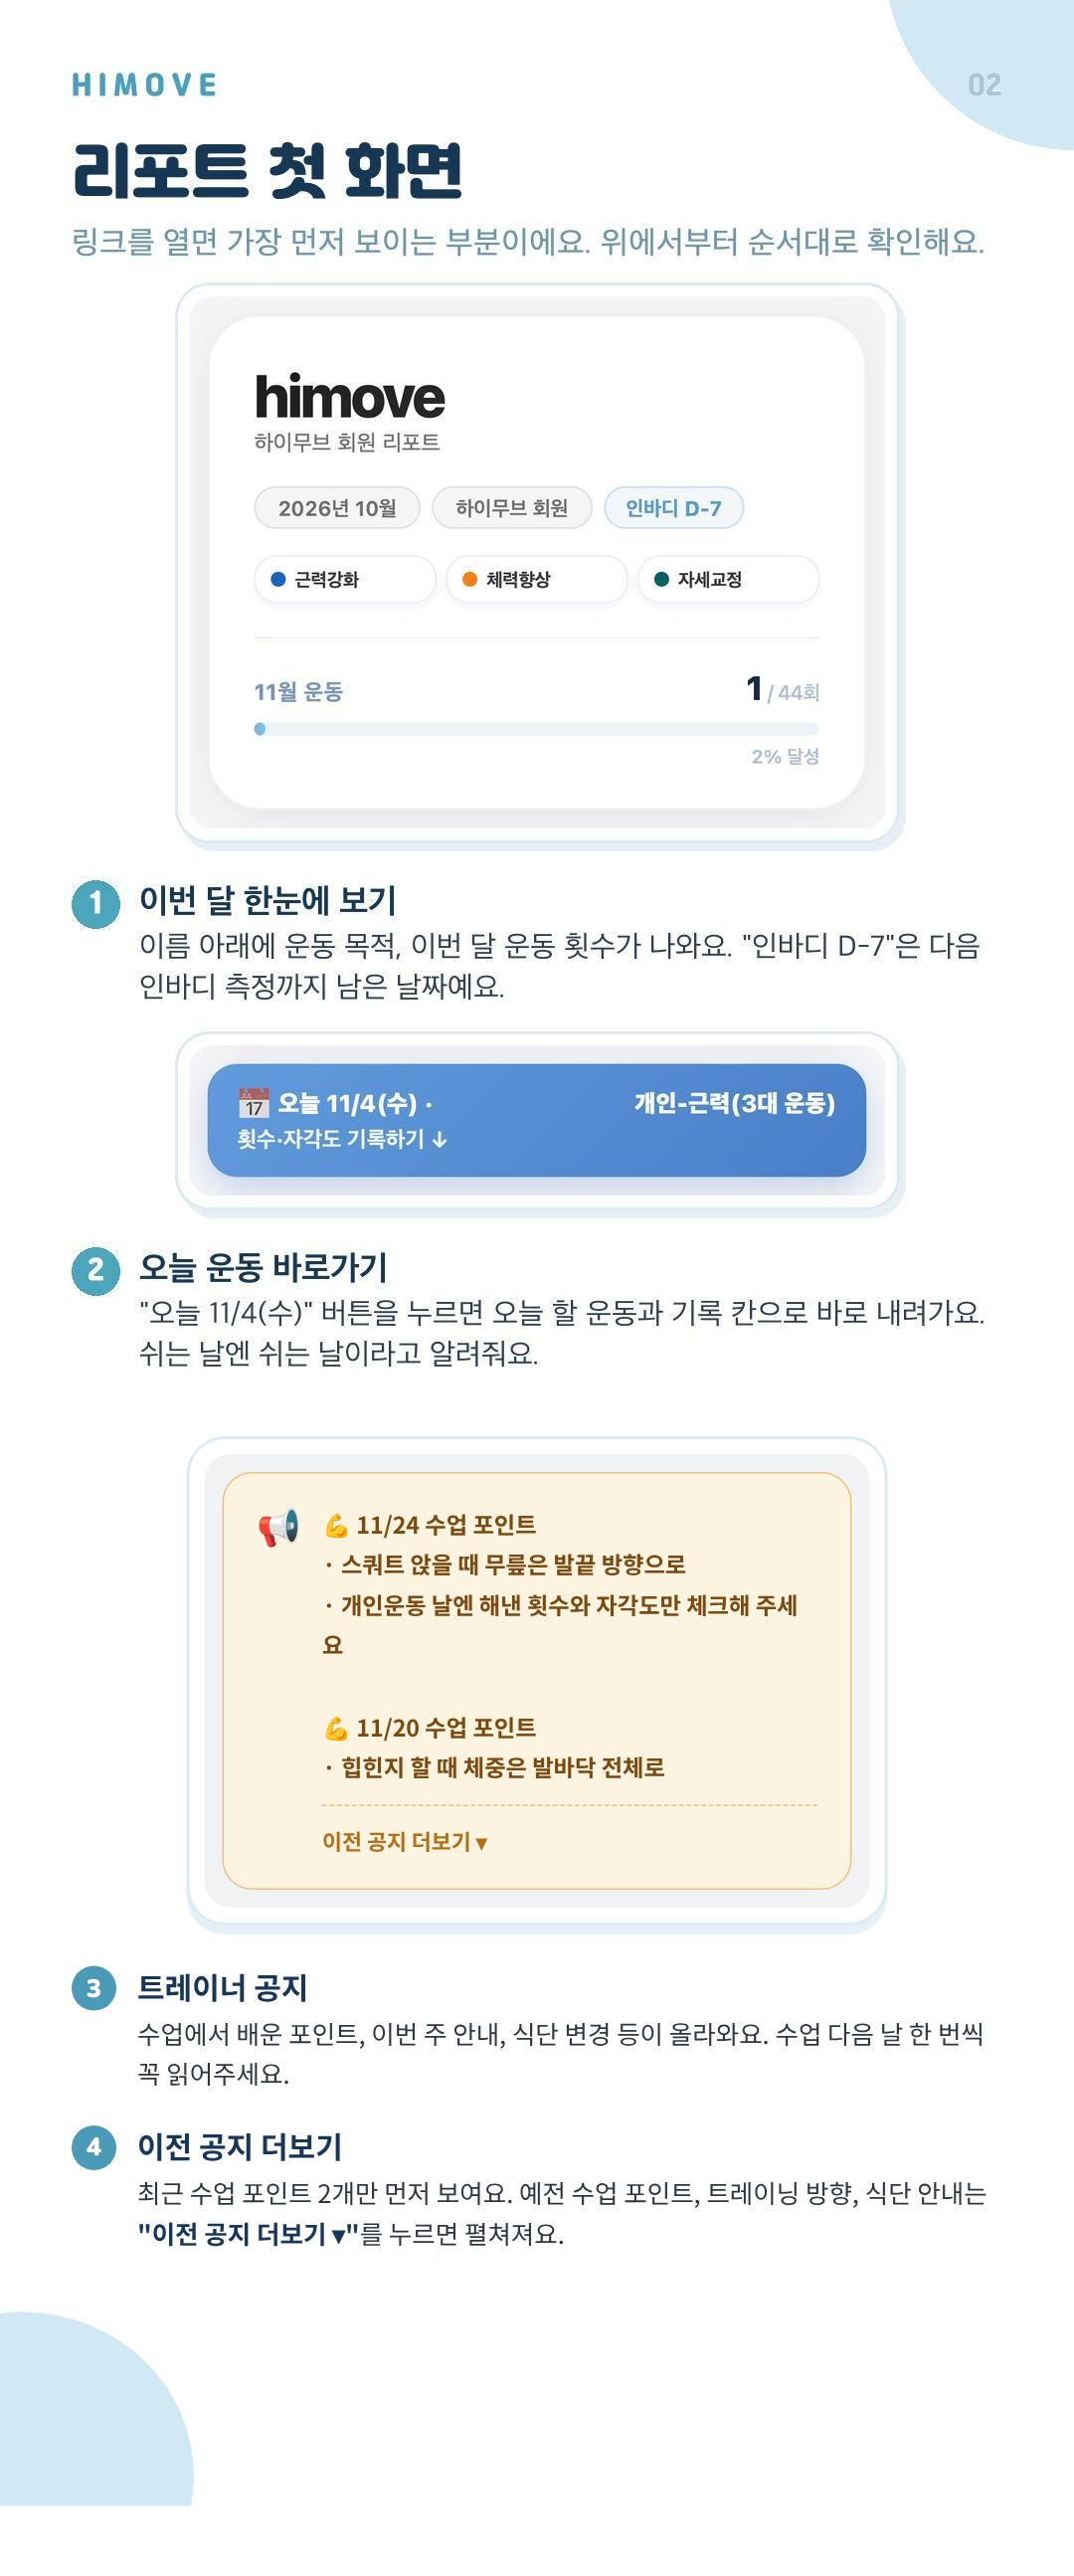 HIMOVE
02
리포트 첫 화면
링크를 열면 가장 먼저 보이는 부분이에요. 위에서부터 순서대로 확인해요.
himove
하이무브 회원 리포트
2026년 10월 하이무브 회원 인바디 D-7
근력강화 체력향상 자세교정
11월 운동 1 / 44회
2% 달성
1 이번 달 한눈에 보기
이름 아래에 운동 목적, 이번 달 운동 횟수가 나와요. "인바디 D-7"은 다음
인바디 측정까지 남은 날짜예요.
📅 오늘 11/4(수) · 개인-근력(3대 운동)
횟수·자각도 기록하기 ↓
2 오늘 운동 바로가기
"오늘 11/4(수)" 버튼을 누르면 오늘 할 운동과 기록 칸으로 바로 내려가요.
쉬는 날엔 쉬는 날이라고 알려줘요.
📢 💪 11/24 수업 포인트
· 스쿼트 앉을 때 무릎은 발끝 방향으로
· 개인운동 날엔 해낸 횟수와 자각도만 체크해 주세
요
💪 11/20 수업 포인트
· 힙힌지 할 때 체중은 발바닥 전체로
이전 공지 더보기 ▾
3 트레이너 공지
수업에서 배운 포인트, 이번 주 안내, 식단 변경 등이 올라와요. 수업 다음 날 한 번씩
꼭 읽어주세요.
4 이전 공지 더보기
최근 수업 포인트 2개만 먼저 보여요. 예전 수업 포인트, 트레이닝 방향, 식단 안내는
"이전 공지 더보기 ▾"를 누르면 펼쳐져요.